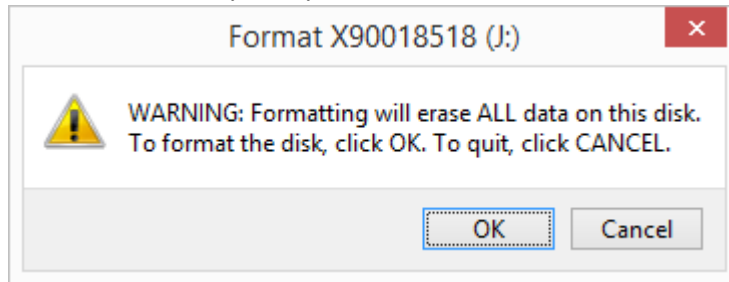 Format X90018518 (J:)
WARNING: Formatting will erase ALL data on this disk.
To format the disk, click OK. To quit, click CANCEL.
OK Cancel